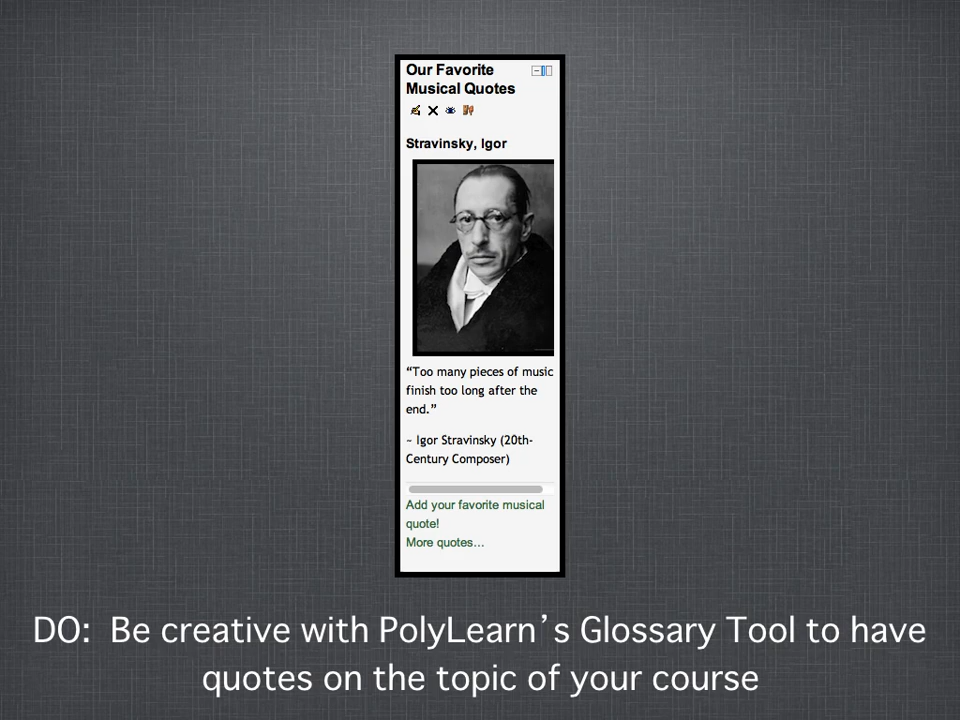 Our Favorite
Musical Quotes
Stravinsky, Igor
“Too many pieces of music
finish too long after the
end.”
~ Igor Stravinsky (20th-
Century Composer)
Add your favorite musical
quote!
More quotes…
DO:  Be creative with PolyLearn’s Glossary Tool to have
quotes on the topic of your course